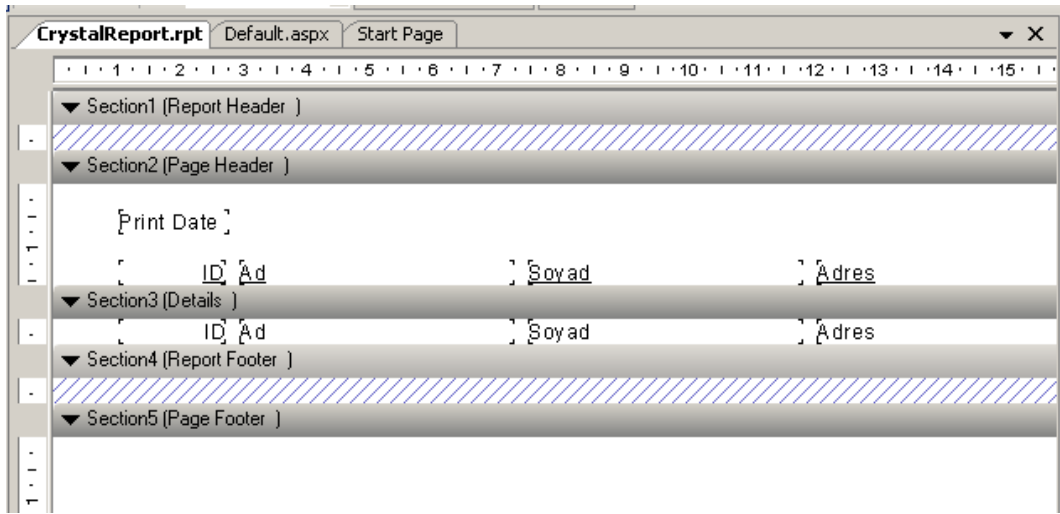 CrystalReport.rpt Default.aspx Start Page
1 2 3 4 5 6 7 8 9 10 11 12 13 14 15
Section1 (Report Header )
Section2 (Page Header )
Print Date
ID Ad Soyad Adres
Section3 (Details )
ID Ad Soyad Adres
Section4 (Report Footer )
Section5 (Page Footer )